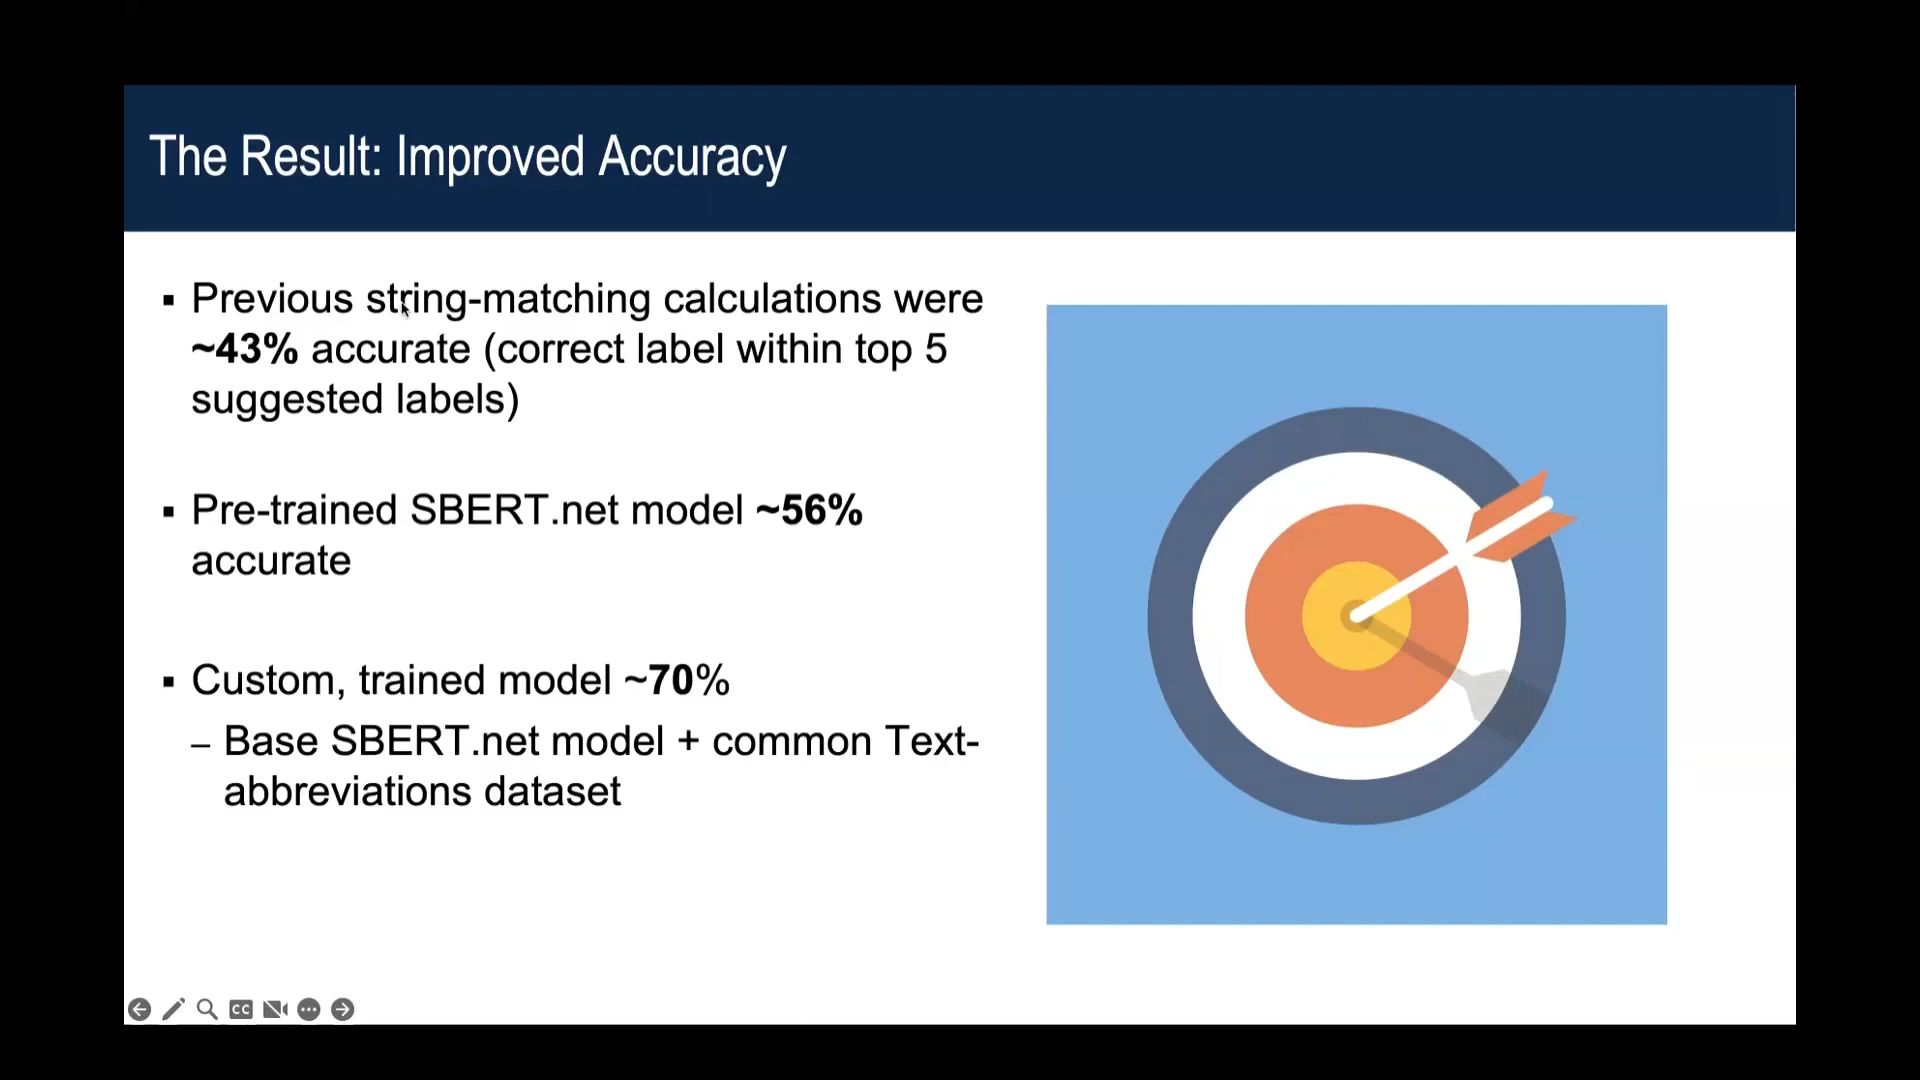 The Result: Improved Accuracy
▪ Previous string-matching calculations were
~43% accurate (correct label within top 5
suggested labels)
▪ Pre-trained SBERT.net model ~56%
accurate
▪ Custom, trained model ~70%
– Base SBERT.net model + common Text-
abbreviations dataset
CC